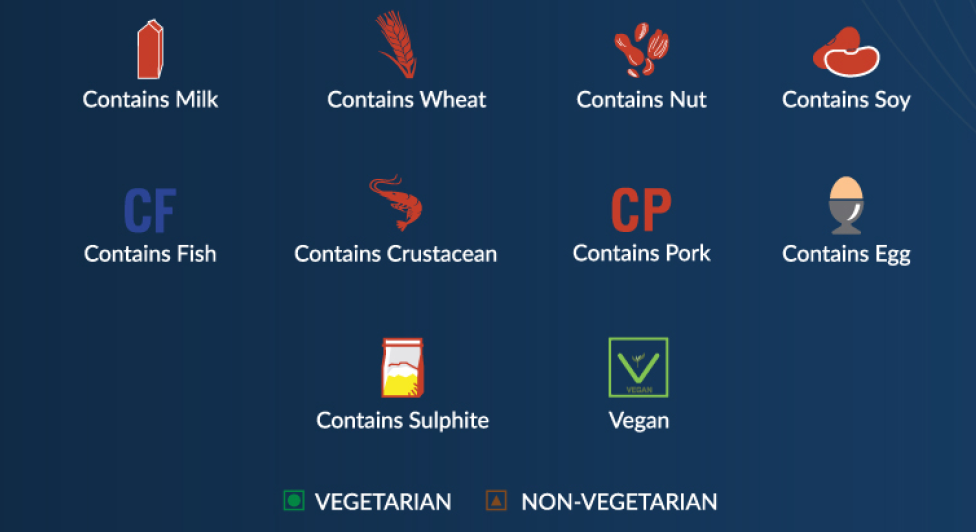 Contains Milk
Contains Wheat
Contains Nut
Contains Soy
CF
Contains Fish
Contains Crustacean
CP
Contains Pork
Contains Egg
Contains Sulphite
VEGAN
Vegan
VEGETARIAN
NON-VEGETARIAN